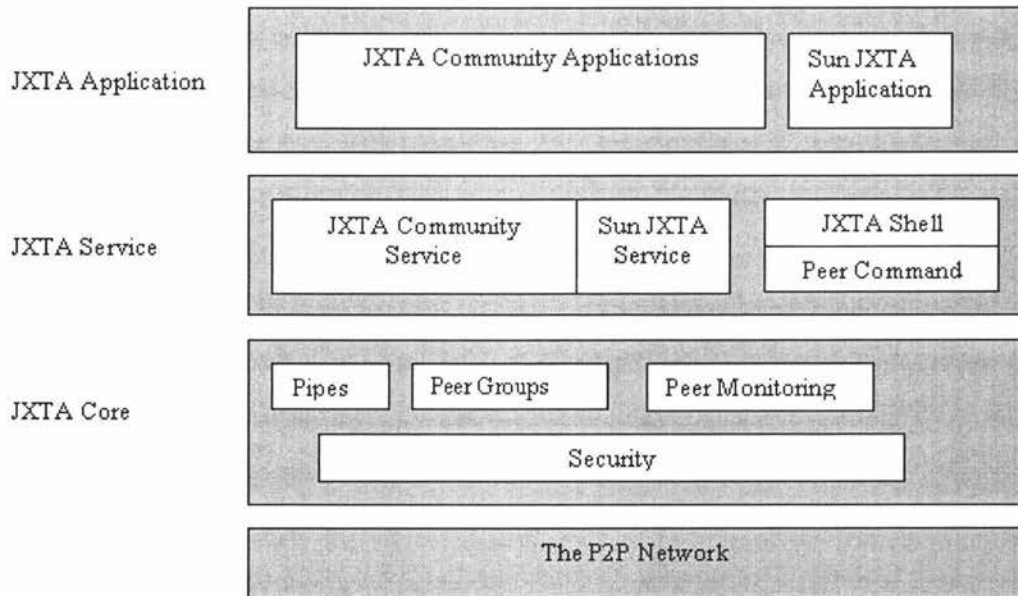 JXTA Application
JXTA Community Applications
Sun JXTA
Application
JXTA Service
JXTA Community
Service
Sun JXTA
Service
JXTA Shell
Peer Command
JXTA Core
Pipes
Peer Groups
Peer Monitoring
Security
The P2P Network